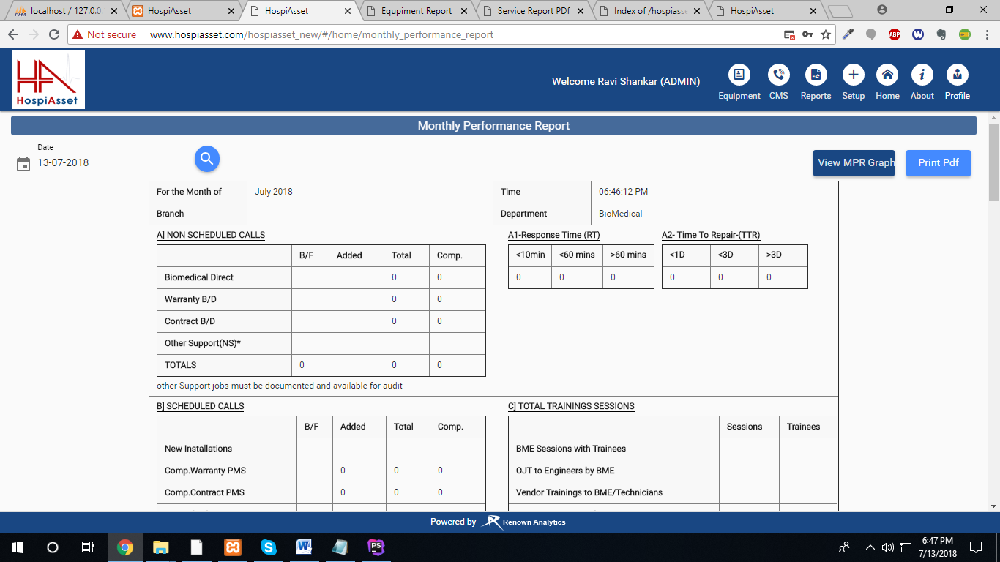 localhost / 127.0.0.
HospiAsset
HospiAsset
Equpiment Report
Service Report PDf
Index of /hospiasse
HospiAsset
Not secure www.hospiasset.com/hospiasset_new/#/home/monthly_performance_report
ABP
HospiAsset
Welcome Ravi Shankar (ADMIN)
Equipment CMS Reports Setup Home About Profile
Monthly Performance Report
Date
13-07-2018
View MPR Graph
Print Pdf
For the Month of July 2018 Time 06:46:12 PM
Branch Department BioMedical
A] NON SCHEDULED CALLS
B/F Added Total Comp.
Biomedical Direct 0 0
Warranty B/D 0 0
Contract B/D 0 0
Other Support(NS)*
TOTALS 0 0 0
other Support jobs must be documented and available for audit
A1-Response Time (RT)
<10min <60 mins >60 mins
0 0 0
A2- Time To Repair-(TTR)
<1D <3D >3D
0 0 0
B] SCHEDULED CALLS
B/F Added Total Comp.
New Installations
Comp.Warranty PMS 0 0 0
Comp.Contract PMS 0 0 0
C] TOTAL TRAININGS SESSIONS
Sessions Trainees
BME Sessions with Trainees
OJT to Engineers by BME
Vendor Trainings to BME/Technicians
Powered by Renown Analytics
6:47 PM
7/13/2018